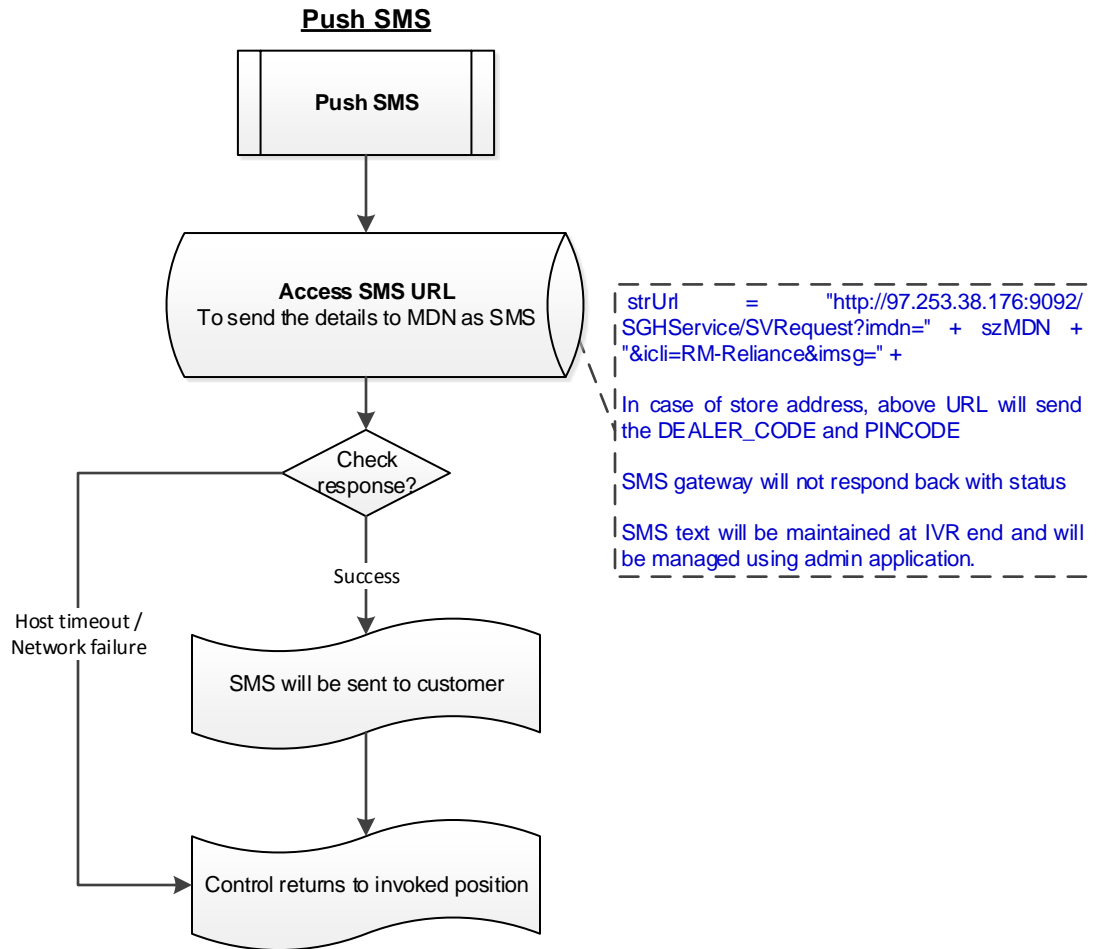 Push SMS
Push SMS
Access SMS URL
To send the details to MDN as SMS
strUrl = "http://97.253.38.176:9092/
SGHService/SVRequest?imdn=" + szMDN +
"&icli=RM-Reliance&imsg=" +
In case of store address, above URL will send
the DEALER_CODE and PINCODE
SMS gateway will not respond back with status
SMS text will be maintained at IVR end and will
be managed using admin application.
Check
response?
Success
Host timeout /
Network failure
SMS will be sent to customer
Control returns to invoked position